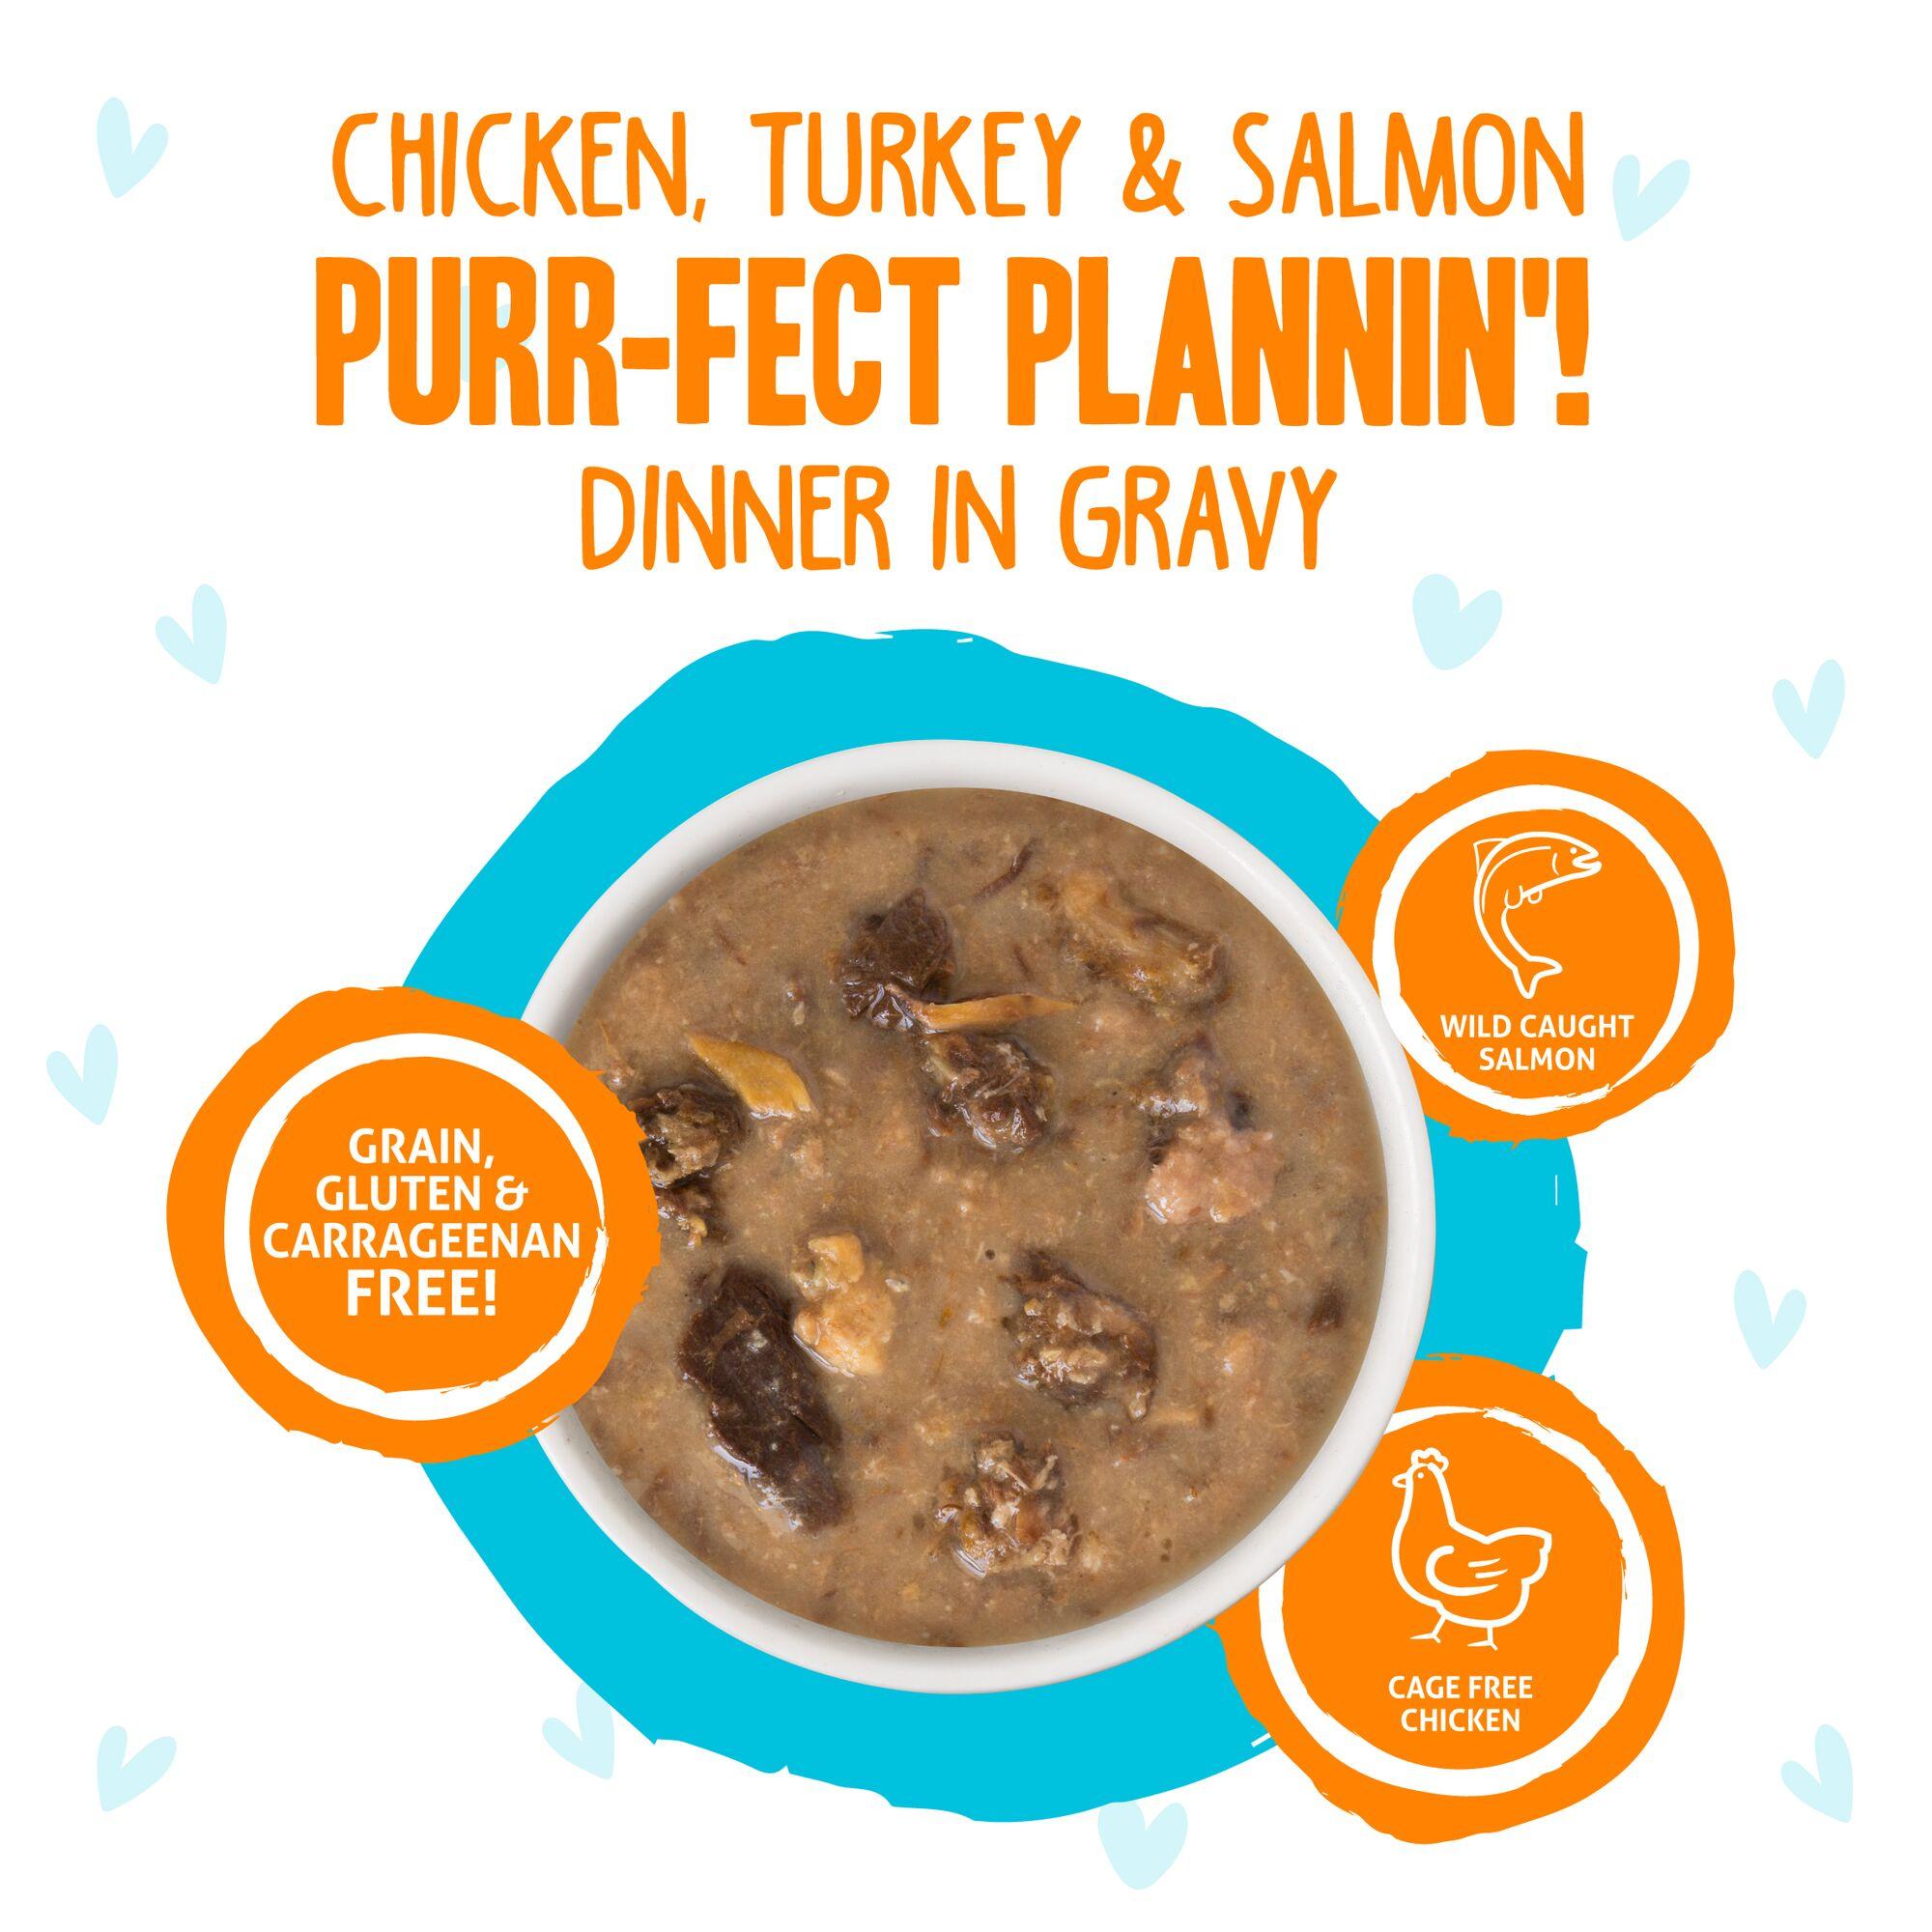 CHICKEN, TURKEY & SALMON
PURR-FECT PLANNIN'!
DINNER IN GRAVY
WILD CAUGHT
SALMON
GRAIN,
GLUTEN &
CARRAGEENAN
FREE!
CAGE FREE
CHICKEN